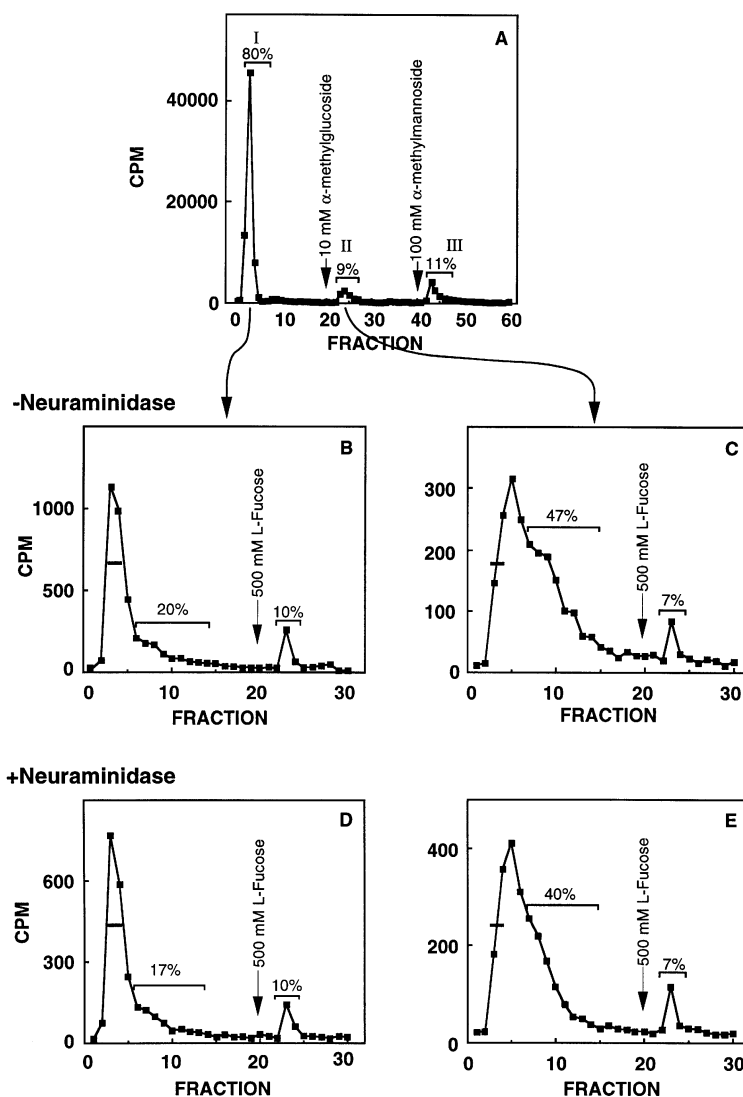 I
A
80%
40000
20000
0
CPM
10 mM α-methylglucoside
100 mM α-methylmannoside
II
9%
III
11%
0 10 20 30 40 50 60
FRACTION
-Neuraminidase
B
1000
500
0
CPM
20%
500 mM L-Fucose
10%
0 10 20 30
FRACTION
C
300
200
100
0
47%
500 mM L-Fucose
7%
0 10 20 30
FRACTION
+Neuraminidase
D
600
300
0
CPM
17%
500 mM L-Fucose
10%
0 10 20 30
FRACTION
E
400
200
0
40%
500 mM L-Fucose
7%
0 10 20 30
FRACTION